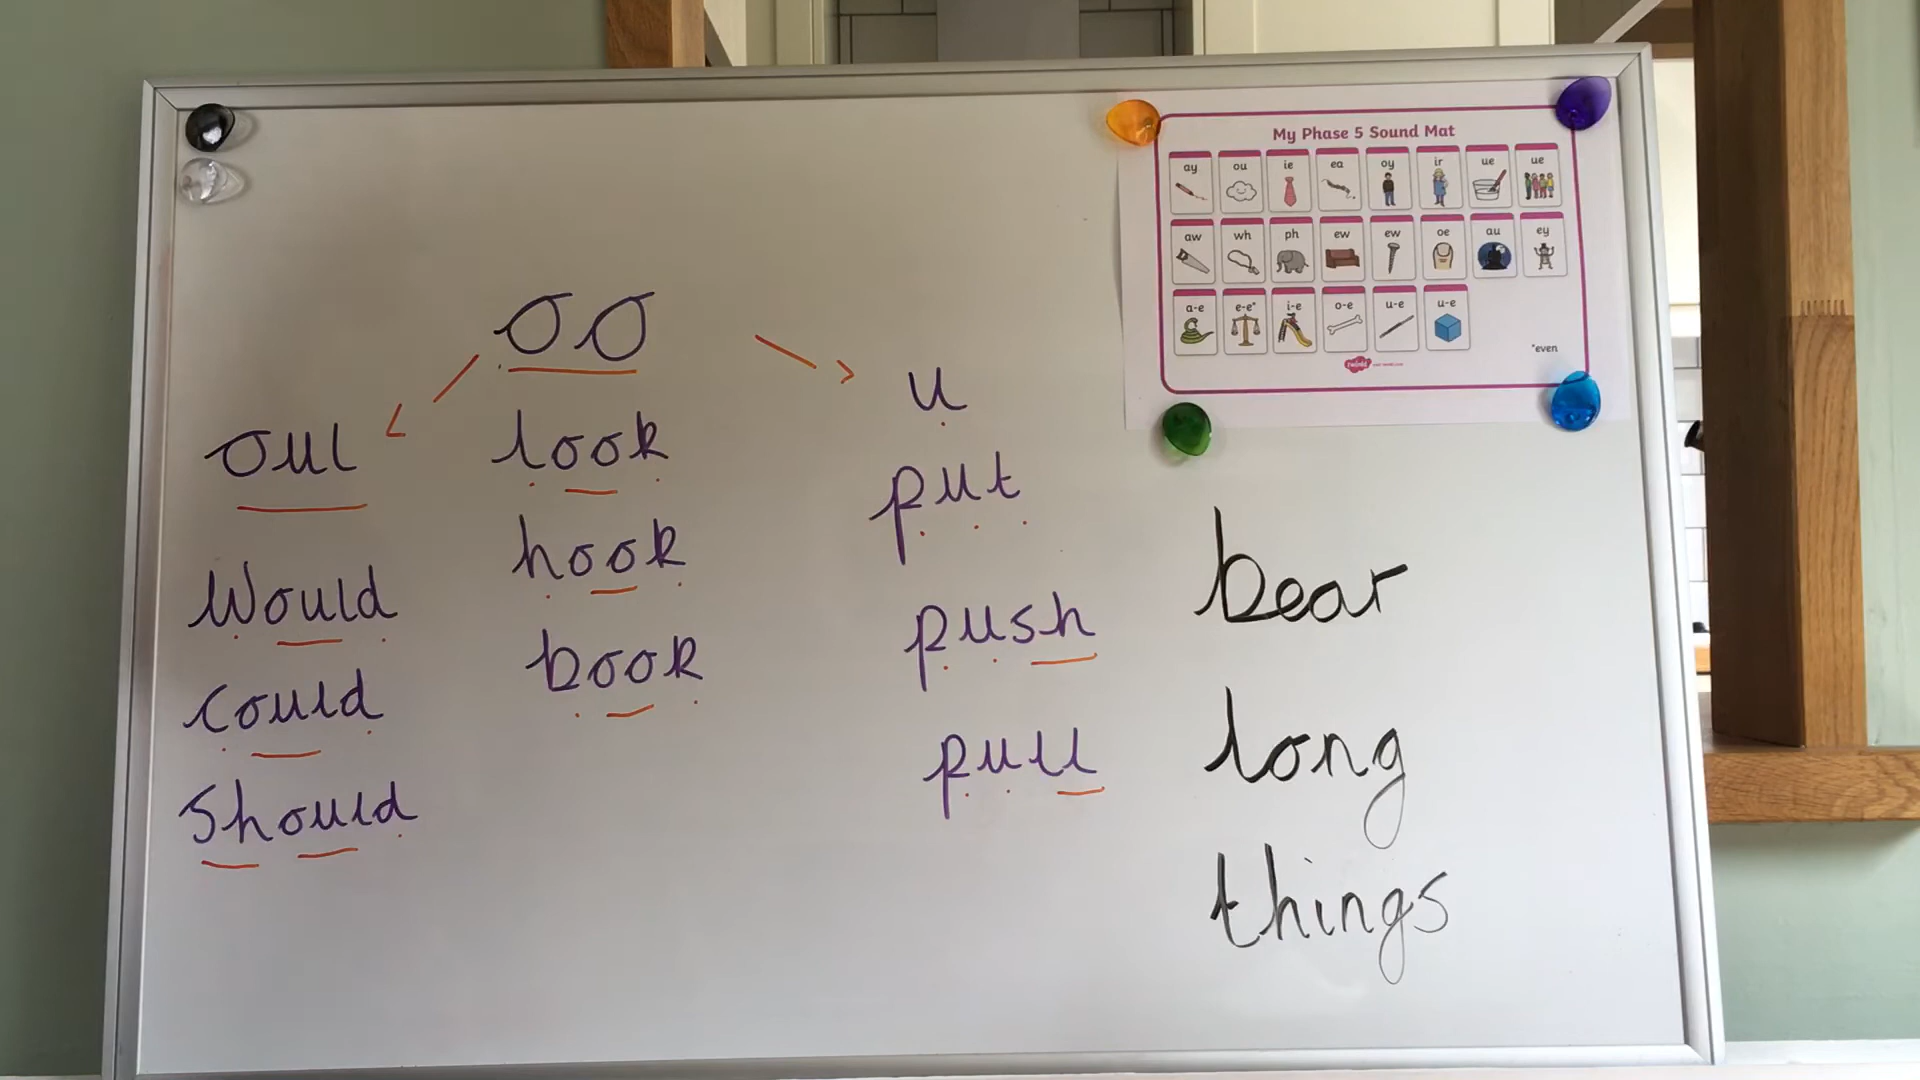 My Phase 5 Sound Mat
ay ou ie ea oy ir ue ue
aw wh ph ew ew oe au ey
a-e e-e* i-e o-e u-e u-e
*even
twinkl
oo
oul
would
could
should
look
hook
book
u
put
push
pull
bear
long
things